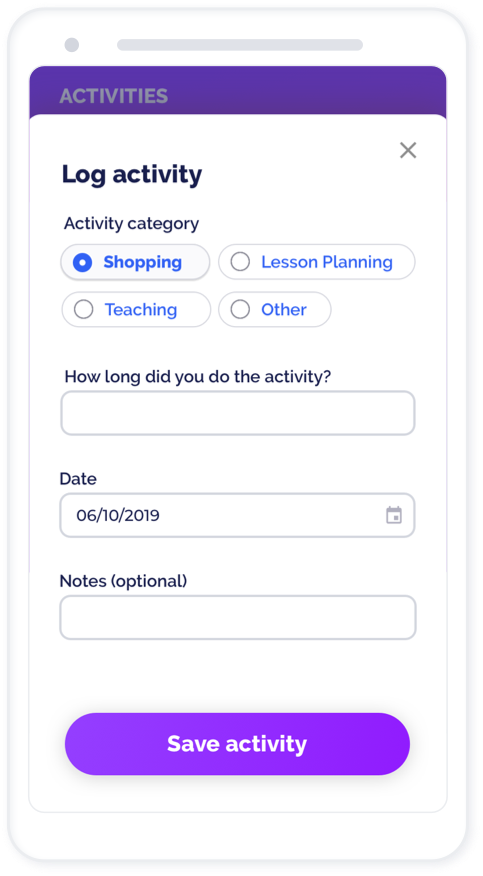 ACTIVITIES
Log activity
Activity category
Shopping Lesson Planning
Teaching Other
How long did you do the activity?
Date
06/10/2019
Notes (optional)
Save activity